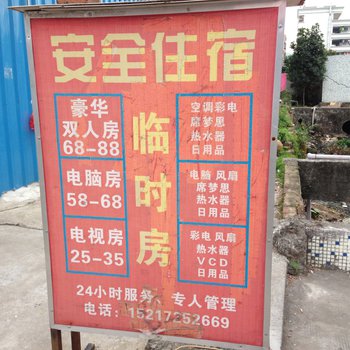 安全住宿
豪华
双人房
68-88
电脑房
58-68
电视房
25-35
临时房
空调彩电
席梦思
热水器
日用品
电脑 风扇
席梦思
热水器
日用品
彩电 风扇
热水器
VCD
日用品
24小时服务 专人管理
电话：15217852669